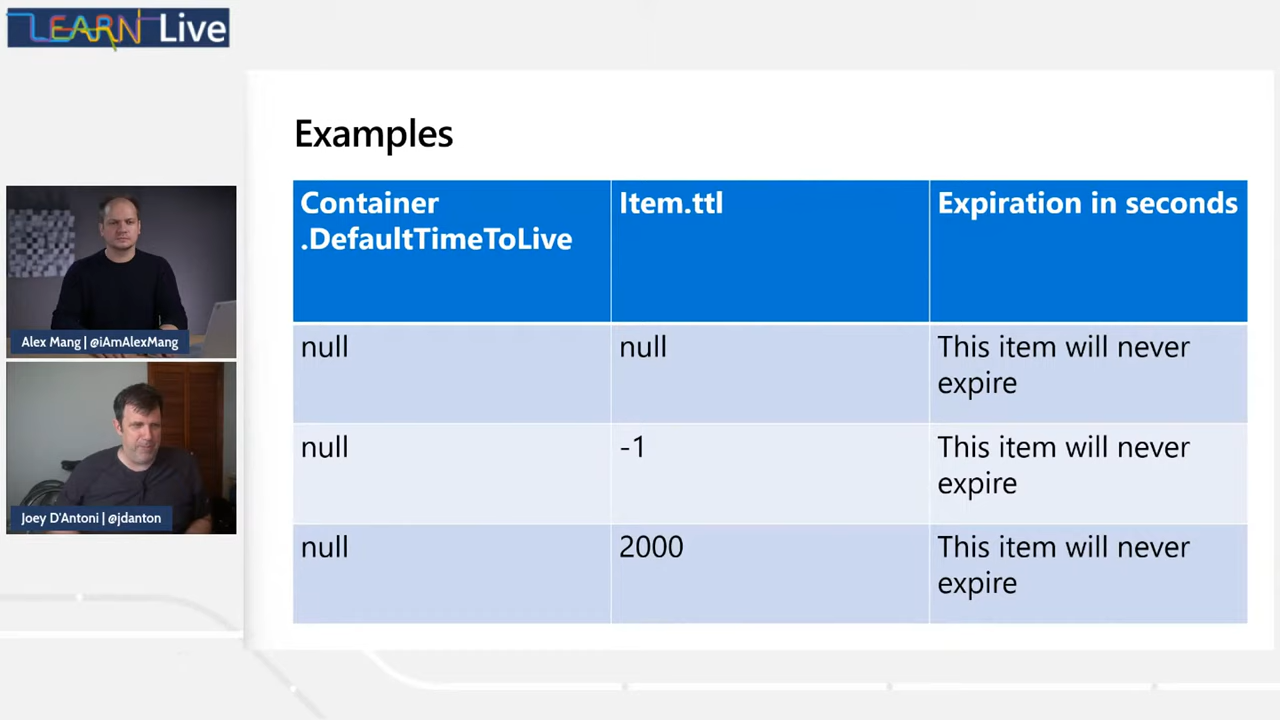 LEARN Live
Examples
Container
.DefaultTimeToLive
Item.ttl
Expiration in seconds
null
null
This item will never
expire
null
-1
This item will never
expire
null
2000
This item will never
expire
Alex Mang | @iAmAlexMang
Joey D'Antoni | @jdanton